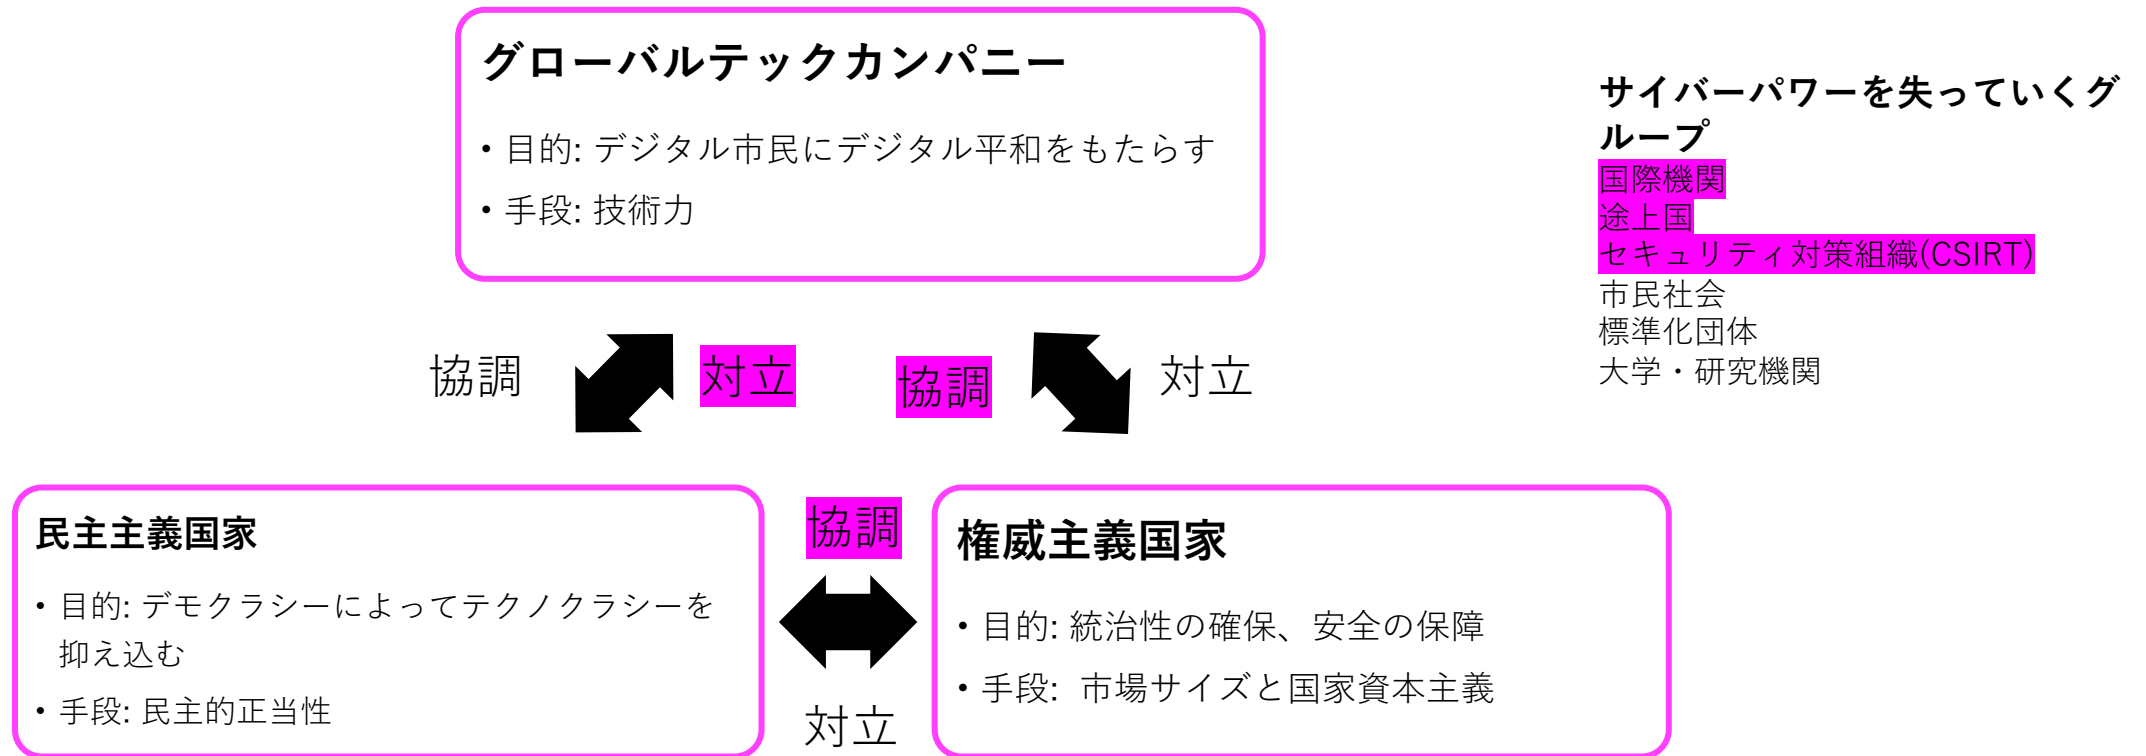 グローバルテックカンパニー
• 目的: デジタル市民にデジタル平和をもたらす
• 手段: 技術力
サイバーパワーを失っていくグ
ループ
国際機関
途上国
セキュリティ対策組織(CSIRT)
市民社会
標準化団体
大学・研究機関
協調
対立
協調
対立
民主主義国家
• 目的: デモクラシーによってテクノクラシーを
抑え込む
• 手段: 民主的正当性
協調
対立
権威主義国家
• 目的: 統治性の確保、安全の保障
• 手段: 市場サイズと国家資本主義